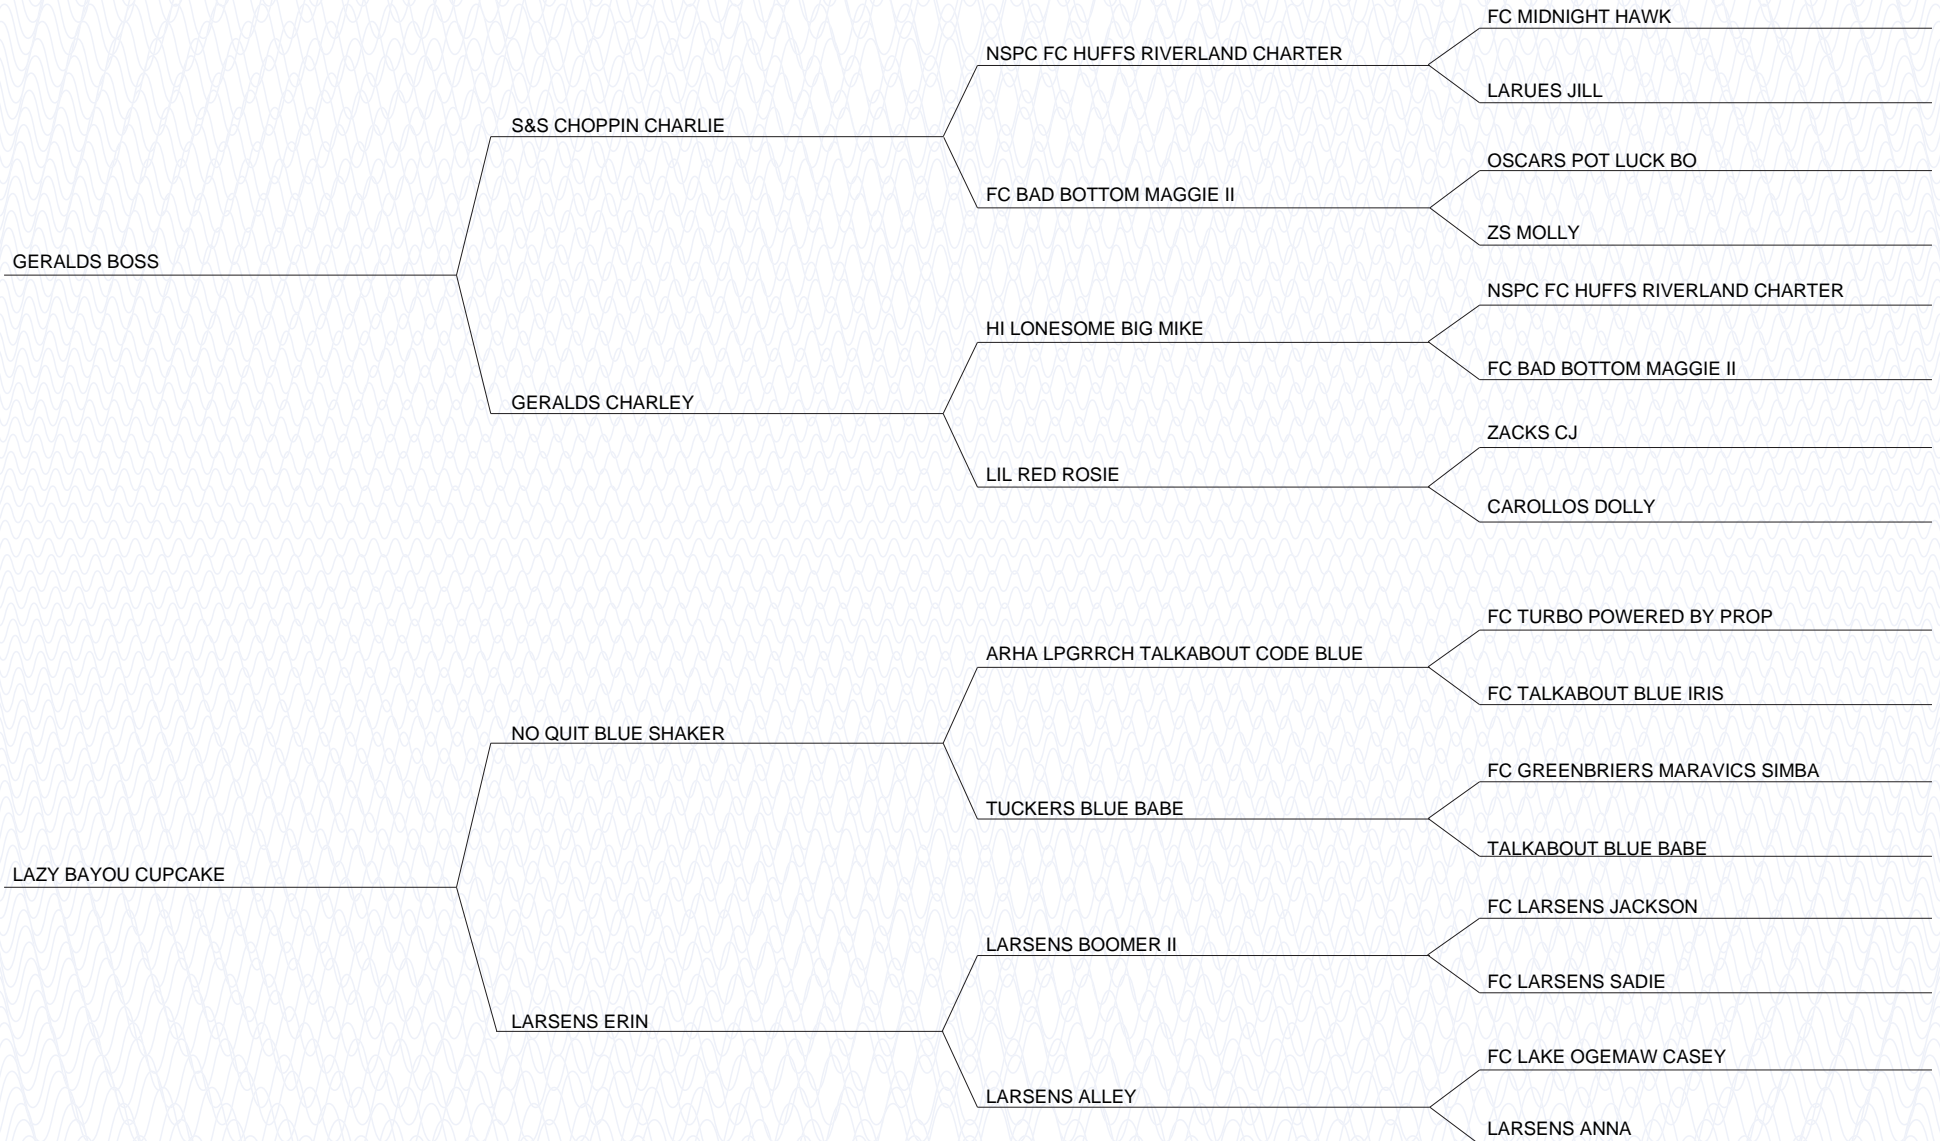 FC MIDNIGHT HAWK
NSPC FC HUFFS RIVERLAND CHARTER
LARUES JILL
S&S CHOPPIN CHARLIE
OSCARS POT LUCK BO
FC BAD BOTTOM MAGGIE II
ZS MOLLY
GERALDS BOSS
NSPC FC HUFFS RIVERLAND CHARTER
HI LONESOME BIG MIKE
FC BAD BOTTOM MAGGIE II
GERALDS CHARLEY
ZACKS CJ
LIL RED ROSIE
CAROLLOS DOLLY
FC TURBO POWERED BY PROP
ARHA LPGRRCH TALKABOUT CODE BLUE
FC TALKABOUT BLUE IRIS
NO QUIT BLUE SHAKER
FC GREENBRIERS MARAVICS SIMBA
TUCKERS BLUE BABE
TALKABOUT BLUE BABE
LAZY BAYOU CUPCAKE
FC LARSENS JACKSON
LARSENS BOOMER II
FC LARSENS SADIE
LARSENS ERIN
FC LAKE OGEMAW CASEY
LARSENS ALLEY
LARSENS ANNA